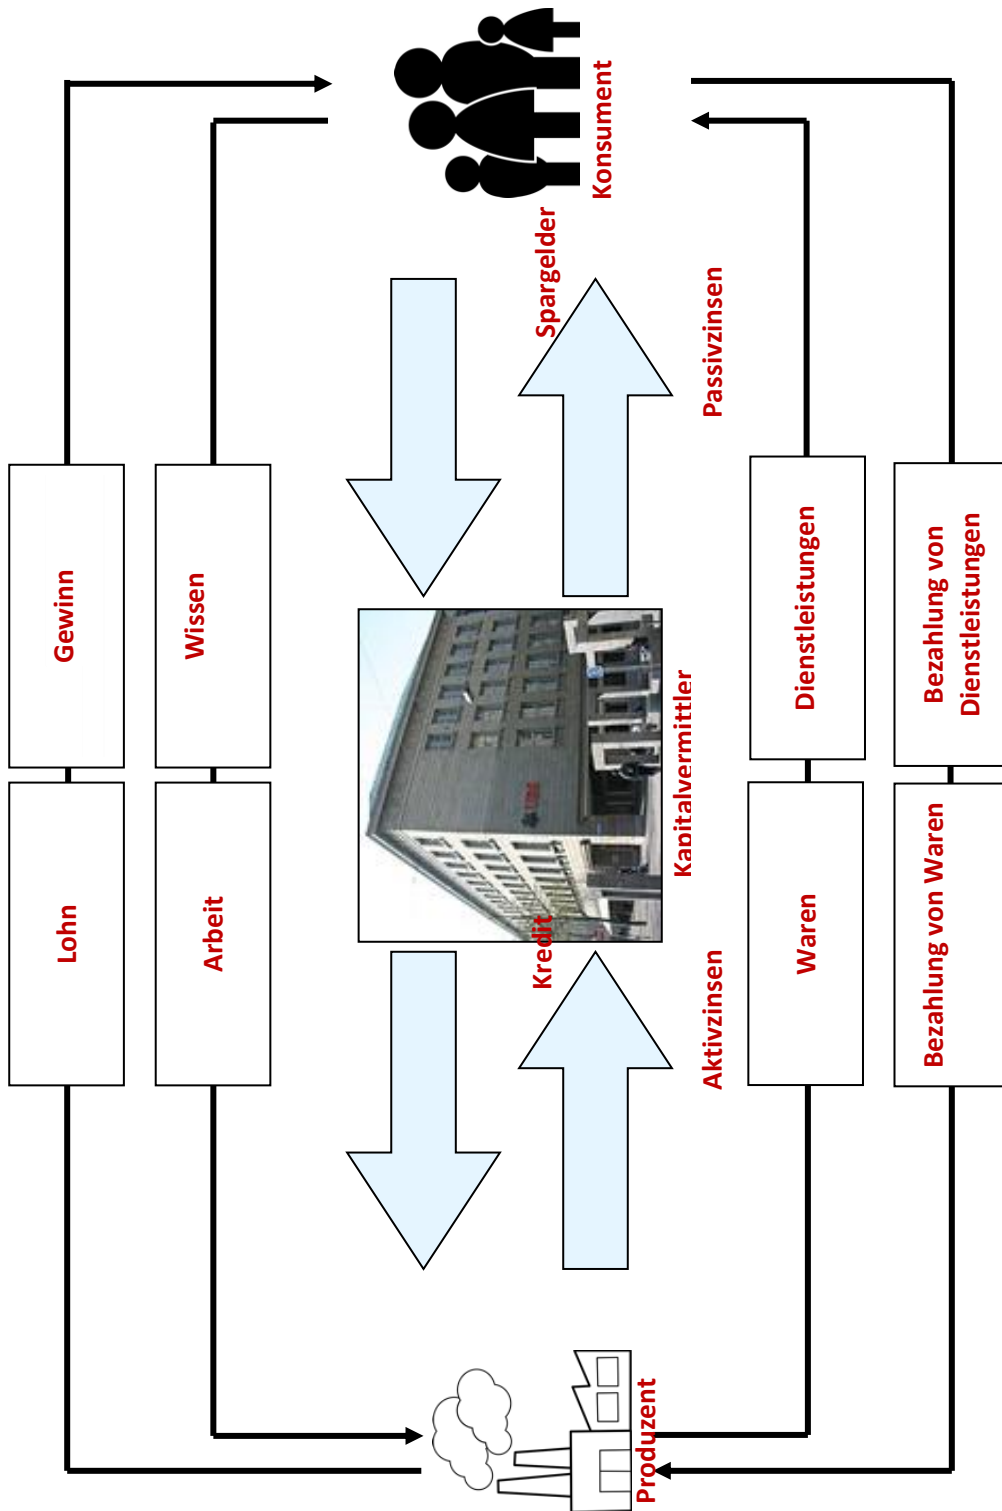 Lohn
Gewinn
Arbeit
Wissen
Spargelder
Konsument
Kredit
Kapitalvermittler
Produzent
Aktivzinsen
Passivzinsen
Waren
Dienstleistungen
Bezahlung von Waren
Bezahlung von
Dienstleistungen
UBS